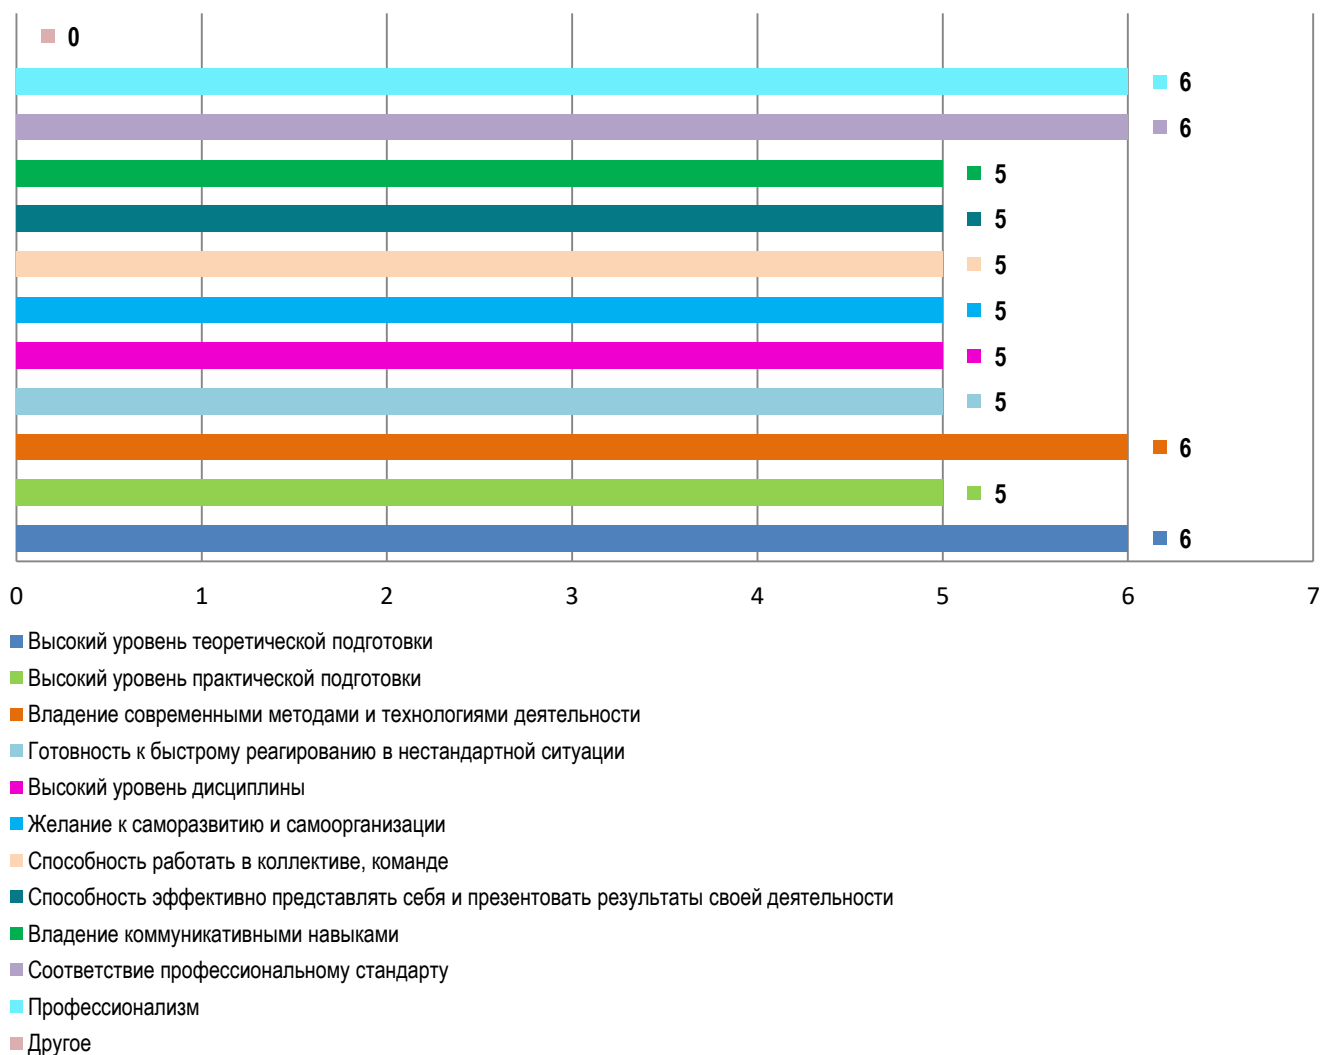 0
6
6
5
5
5
5
5
5
6
5
6
0 1 2 3 4 5 6 7
Высокий уровень теоретической подготовки
Высокий уровень практической подготовки
Владение современными методами и технологиями деятельности
Готовность к быстрому реагированию в нестандартной ситуации
Высокий уровень дисциплины
Желание к саморазвитию и самоорганизации
Способность работать в коллективе, команде
Способность эффективно представлять себя и презентовать результаты своей деятельности
Владение коммуникативными навыками
Соответствие профессиональному стандарту
Профессионализм
Другое